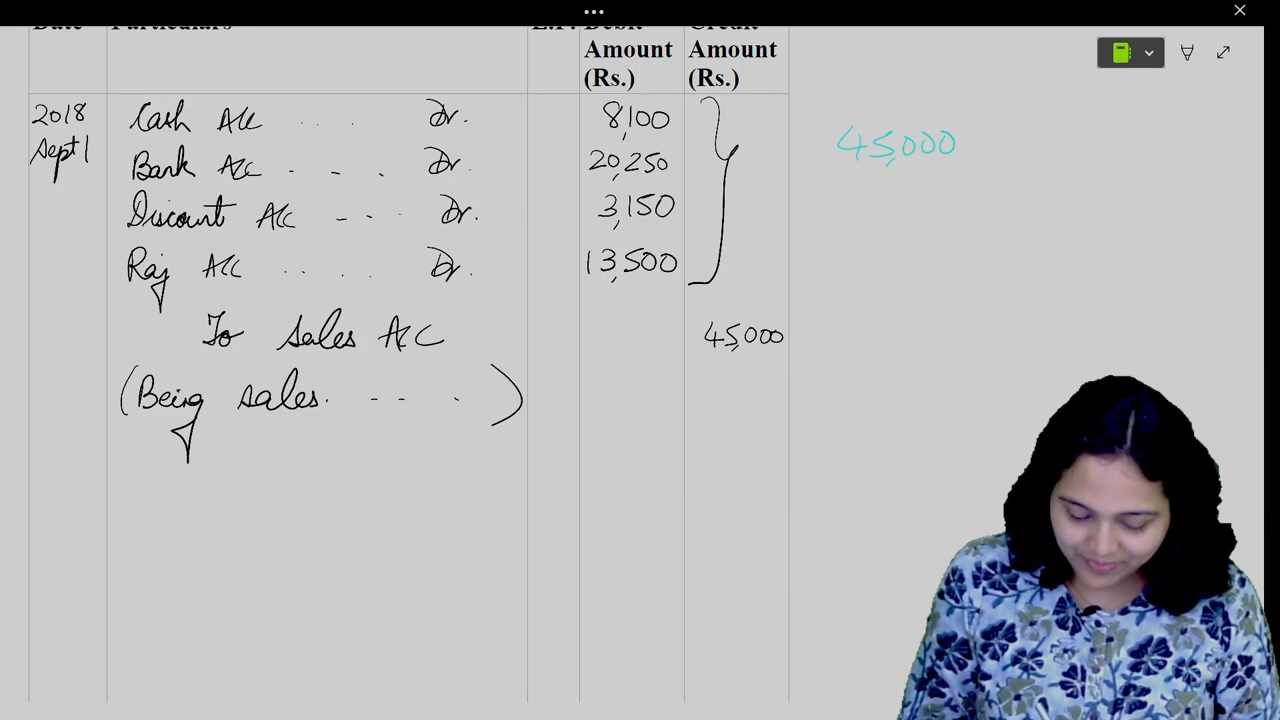 Date Particulars L.F. Debit Amount (Rs.) Credit Amount (Rs.)
2018 Sept 1 Cash A/C .... Dr. 8,100
Bank A/C - - . Dr. 20,250
Discount A/C - - . Dr. 3,150
Raj A/C .... Dr. 13,500
To Sales A/C 45,000
(Being sales. - - . )
45,000